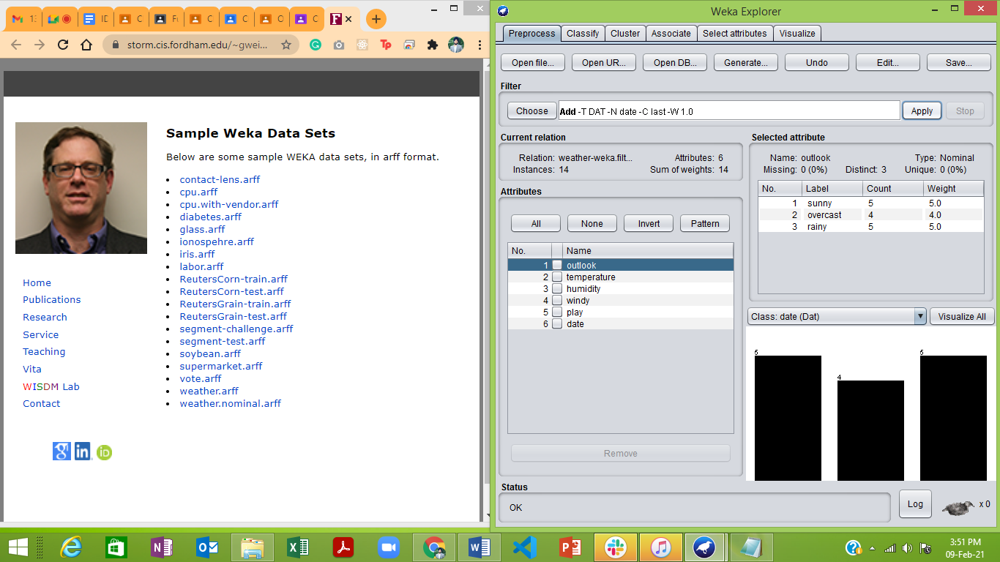 13
ID
C
Fo
C
C
C
O
C
storm.cis.fordham.edu/~gwei...
Sample Weka Data Sets
Below are some sample WEKA data sets, in arff format.
contact-lens.arff
cpu.arff
cpu.with-vendor.arff
diabetes.arff
glass.arff
ionospehre.arff
iris.arff
labor.arff
ReutersCorn-train.arff
ReutersCorn-test.arff
ReutersGrain-train.arff
ReutersGrain-test.arff
segment-challenge.arff
segment-test.arff
soybean.arff
supermarket.arff
vote.arff
weather.arff
weather.nominal.arff
Home
Publications
Research
Service
Teaching
Vita
WISDM Lab
Contact
Weka Explorer
Preprocess Classify Cluster Associate Select attributes Visualize
Open file... Open UR... Open DB... Generate... Undo Edit... Save...
Filter
Choose Add -T DAT -N date -C last -W 1.0 Apply Stop
Current relation
Relation: weather-weka.filt... Attributes: 6
Instances: 14 Sum of weights: 14
Attributes
All None Invert Pattern
No. Name
1 outlook
2 temperature
3 humidity
4 windy
5 play
6 date
Remove
Selected attribute
Name: outlook Type: Nominal
Missing: 0 (0%) Distinct: 3 Unique: 0 (0%)
No. Label Count Weight
1 sunny 5 5.0
2 overcast 4 4.0
3 rainy 5 5.0
Class: date (Dat) Visualize All
5 4 5
Status
OK
Log x 0
3:51 PM
09-Feb-21